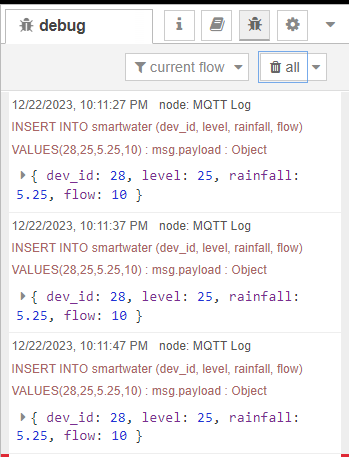 debug
current flow
all
12/22/2023, 10:11:27 PM node: MQTT Log
INSERT INTO smartwater (dev_id, level, rainfall, flow)
VALUES(28,25,5.25,10) : msg.payload : Object
{ dev_id: 28, level: 25, rainfall:
5.25, flow: 10 }
12/22/2023, 10:11:37 PM node: MQTT Log
INSERT INTO smartwater (dev_id, level, rainfall, flow)
VALUES(28,25,5.25,10) : msg.payload : Object
{ dev_id: 28, level: 25, rainfall:
5.25, flow: 10 }
12/22/2023, 10:11:47 PM node: MQTT Log
INSERT INTO smartwater (dev_id, level, rainfall, flow)
VALUES(28,25,5.25,10) : msg.payload : Object
{ dev_id: 28, level: 25, rainfall:
5.25, flow: 10 }